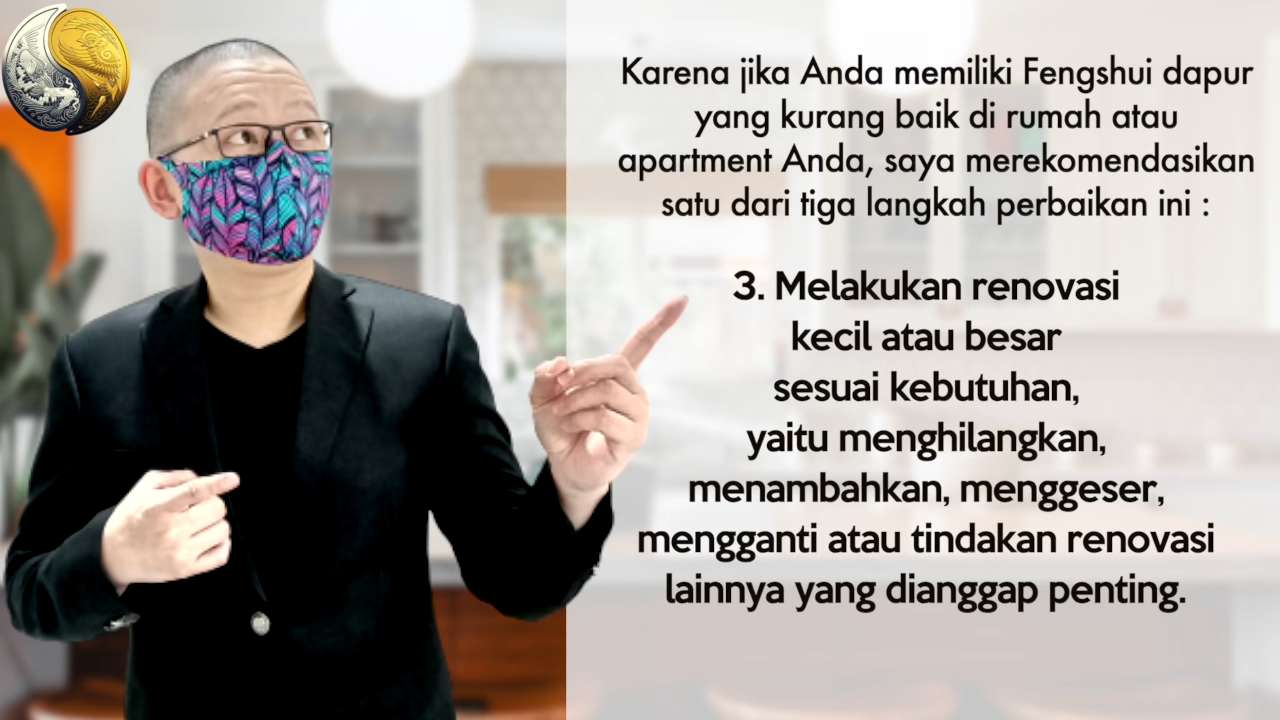 Karena jika Anda memiliki Fengshui dapur
yang kurang baik di rumah atau
apartment Anda, saya merekomendasikan
satu dari tiga langkah perbaikan ini :
3. Melakukan renovasi
kecil atau besar
sesuai kebutuhan,
yaitu menghilangkan,
menambahkan, menggeser,
mengganti atau tindakan renovasi
lainnya yang dianggap penting.